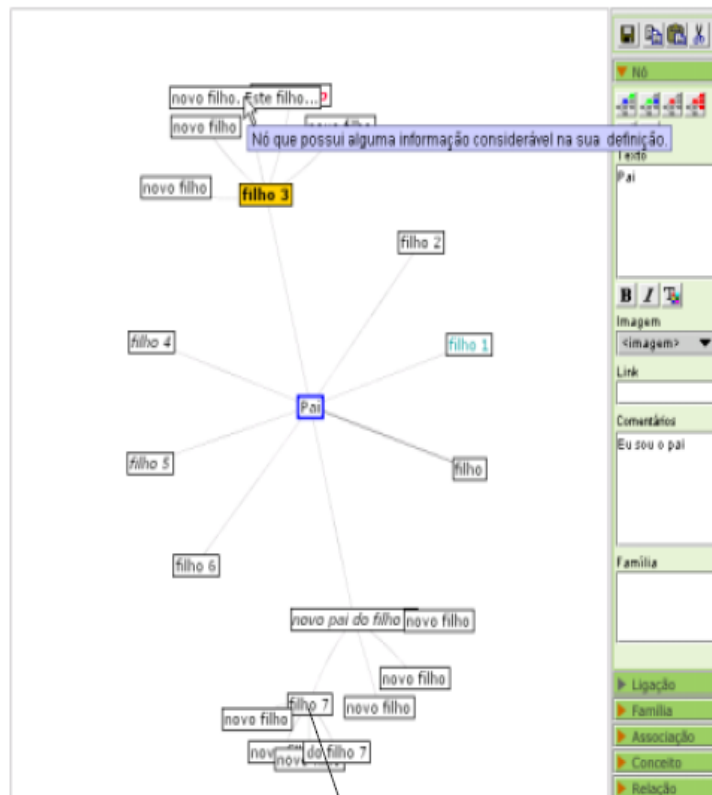 novo filho. Este filho...
novo filho
Nó que possui alguma informação considerável na sua definição.
novo filho
filho 3
filho 2
filho 4
filho 1
Pai
filho 5
filho
filho 6
novo pai do filho
novo filho
novo filho
filho 7
novo filho
novo filho
do filho 7
Nó
Texto
Pai
B I T
Imagem
<imagem>
Link
Comentários
Eu sou o pai
Família
Ligação
Família
Associação
Conceito
Relação